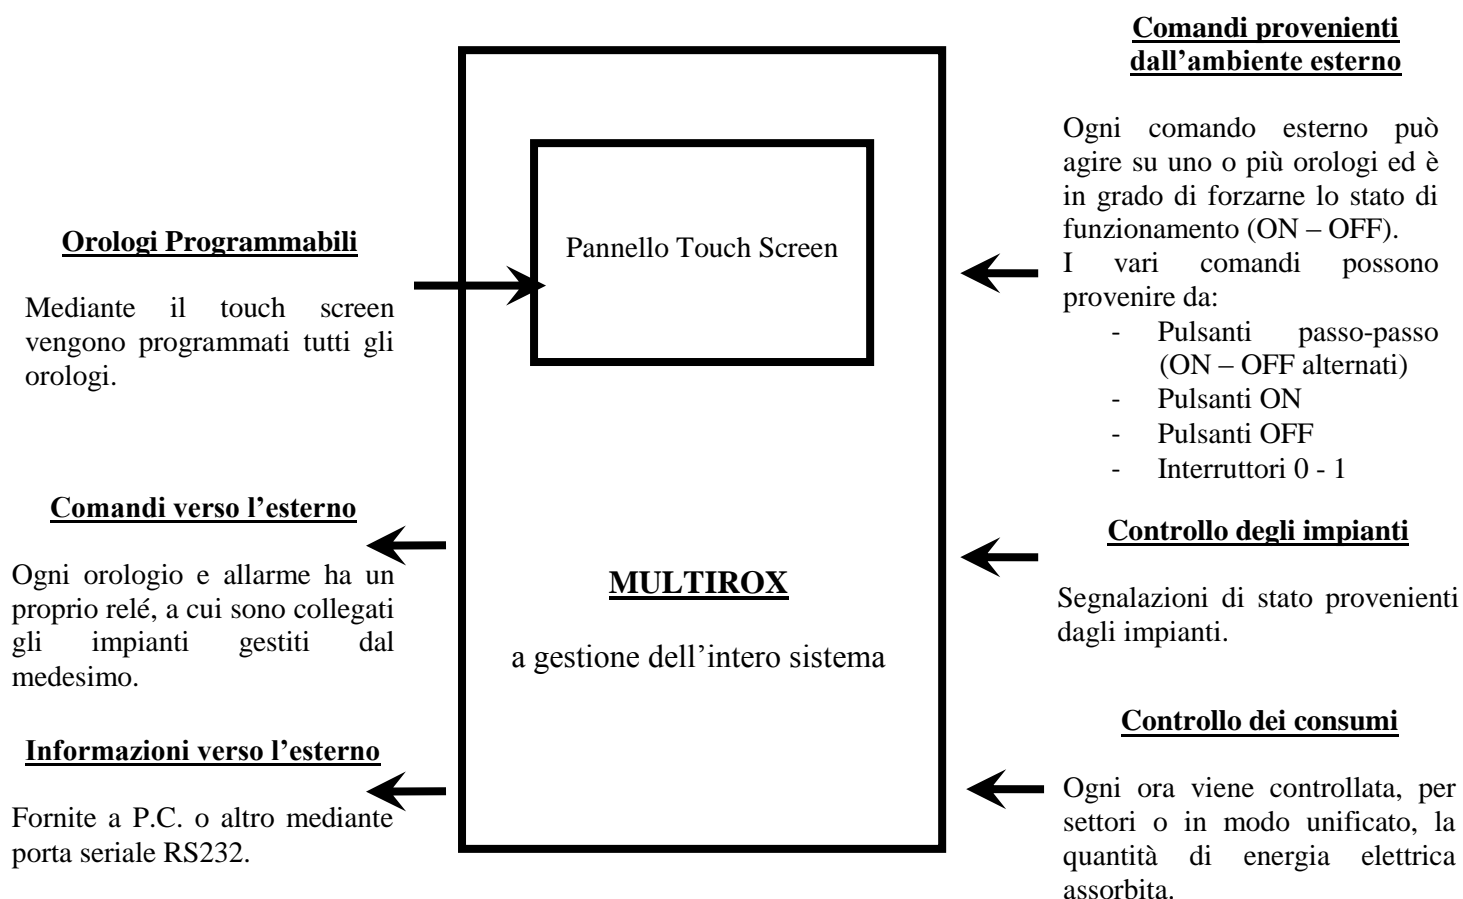 Orologi Programmabili
Mediante il touch screen
vengono programmati tutti gli
orologi.
Comandi verso l’esterno
Ogni orologio e allarme ha un
proprio relé, a cui sono collegati
gli impianti gestiti dal
medesimo.
Informazioni verso l’esterno
Fornite a P.C. o altro mediante
porta seriale RS232.
Pannello Touch Screen
MULTIROX
a gestione dell’intero sistema
Comandi provenienti
dall’ambiente esterno
Ogni comando esterno può
agire su uno o più orologi ed è
in grado di forzarne lo stato di
funzionamento (ON – OFF).
I vari comandi possono
provenire da:
- Pulsanti passo-passo
(ON – OFF alternati)
- Pulsanti ON
- Pulsanti OFF
- Interruttori 0 - 1
Controllo degli impianti
Segnalazioni di stato provenienti
dagli impianti.
Controllo dei consumi
Ogni ora viene controllata, per
settori o in modo unificato, la
quantità di energia elettrica
assorbita.